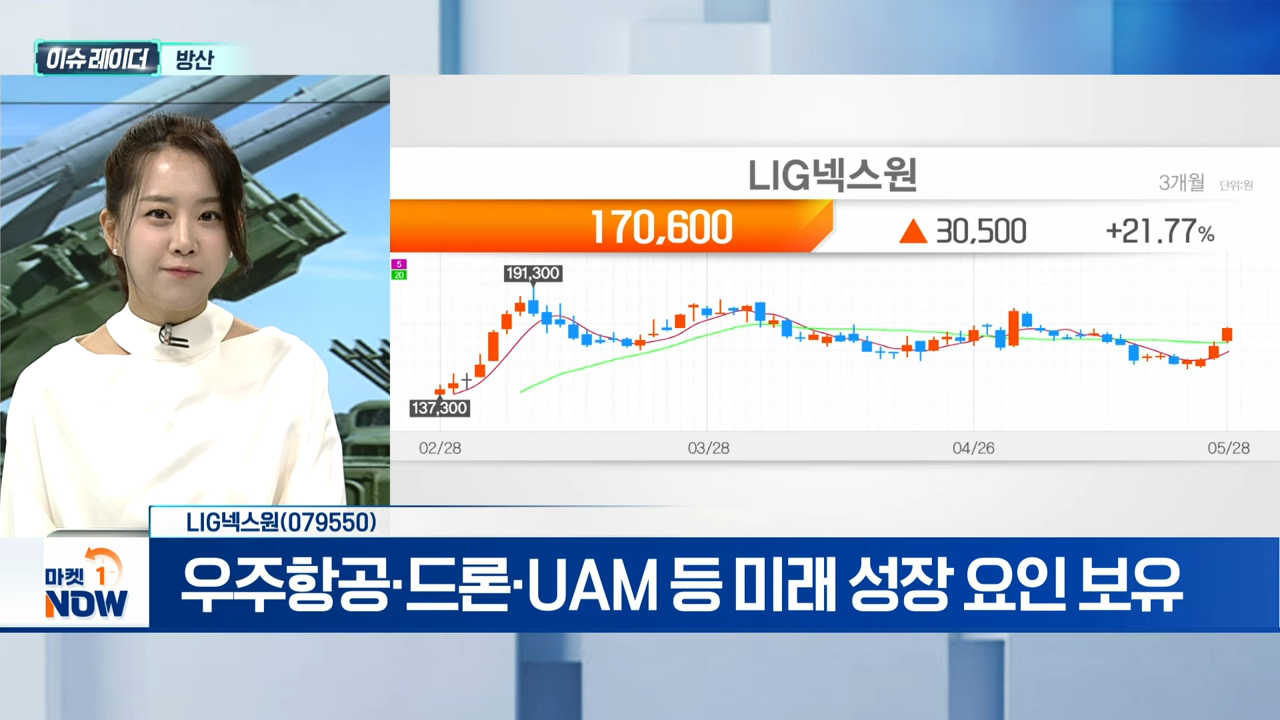 이슈 레이더 방산
LIG넥스원
3개월 단위:원
170,600 ▲ 30,500 +21.77%
5
20
191,300
137,300
02/28 03/28 04/26 05/28
LIG넥스원(079550)
마켓 1
NOW
우주항공·드론·UAM 등 미래 성장 요인 보유